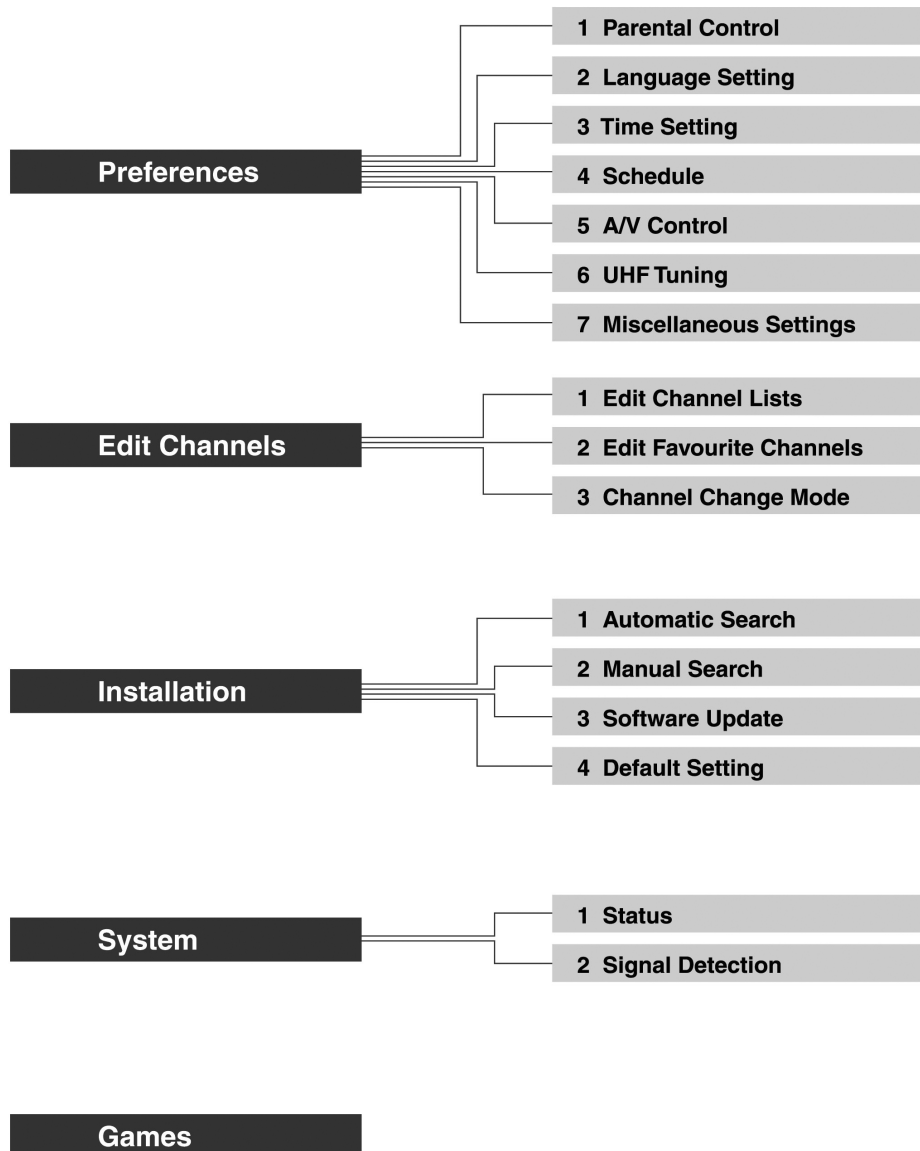 Preferences
1 Parental Control
2 Language Setting
3 Time Setting
4 Schedule
5 A/V Control
6 UHF Tuning
7 Miscellaneous Settings
Edit Channels
1 Edit Channel Lists
2 Edit Favourite Channels
3 Channel Change Mode
Installation
1 Automatic Search
2 Manual Search
3 Software Update
4 Default Setting
System
1 Status
2 Signal Detection
Games